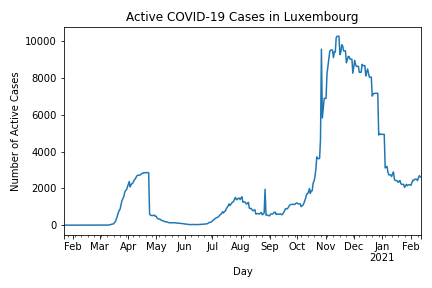 Active COVID-19 Cases in Luxembourg
Number of Active Cases
10000
8000
6000
4000
2000
0
Feb Mar Apr May Jun Jul Aug Sep Oct Nov Dec Jan Feb
2021
Day